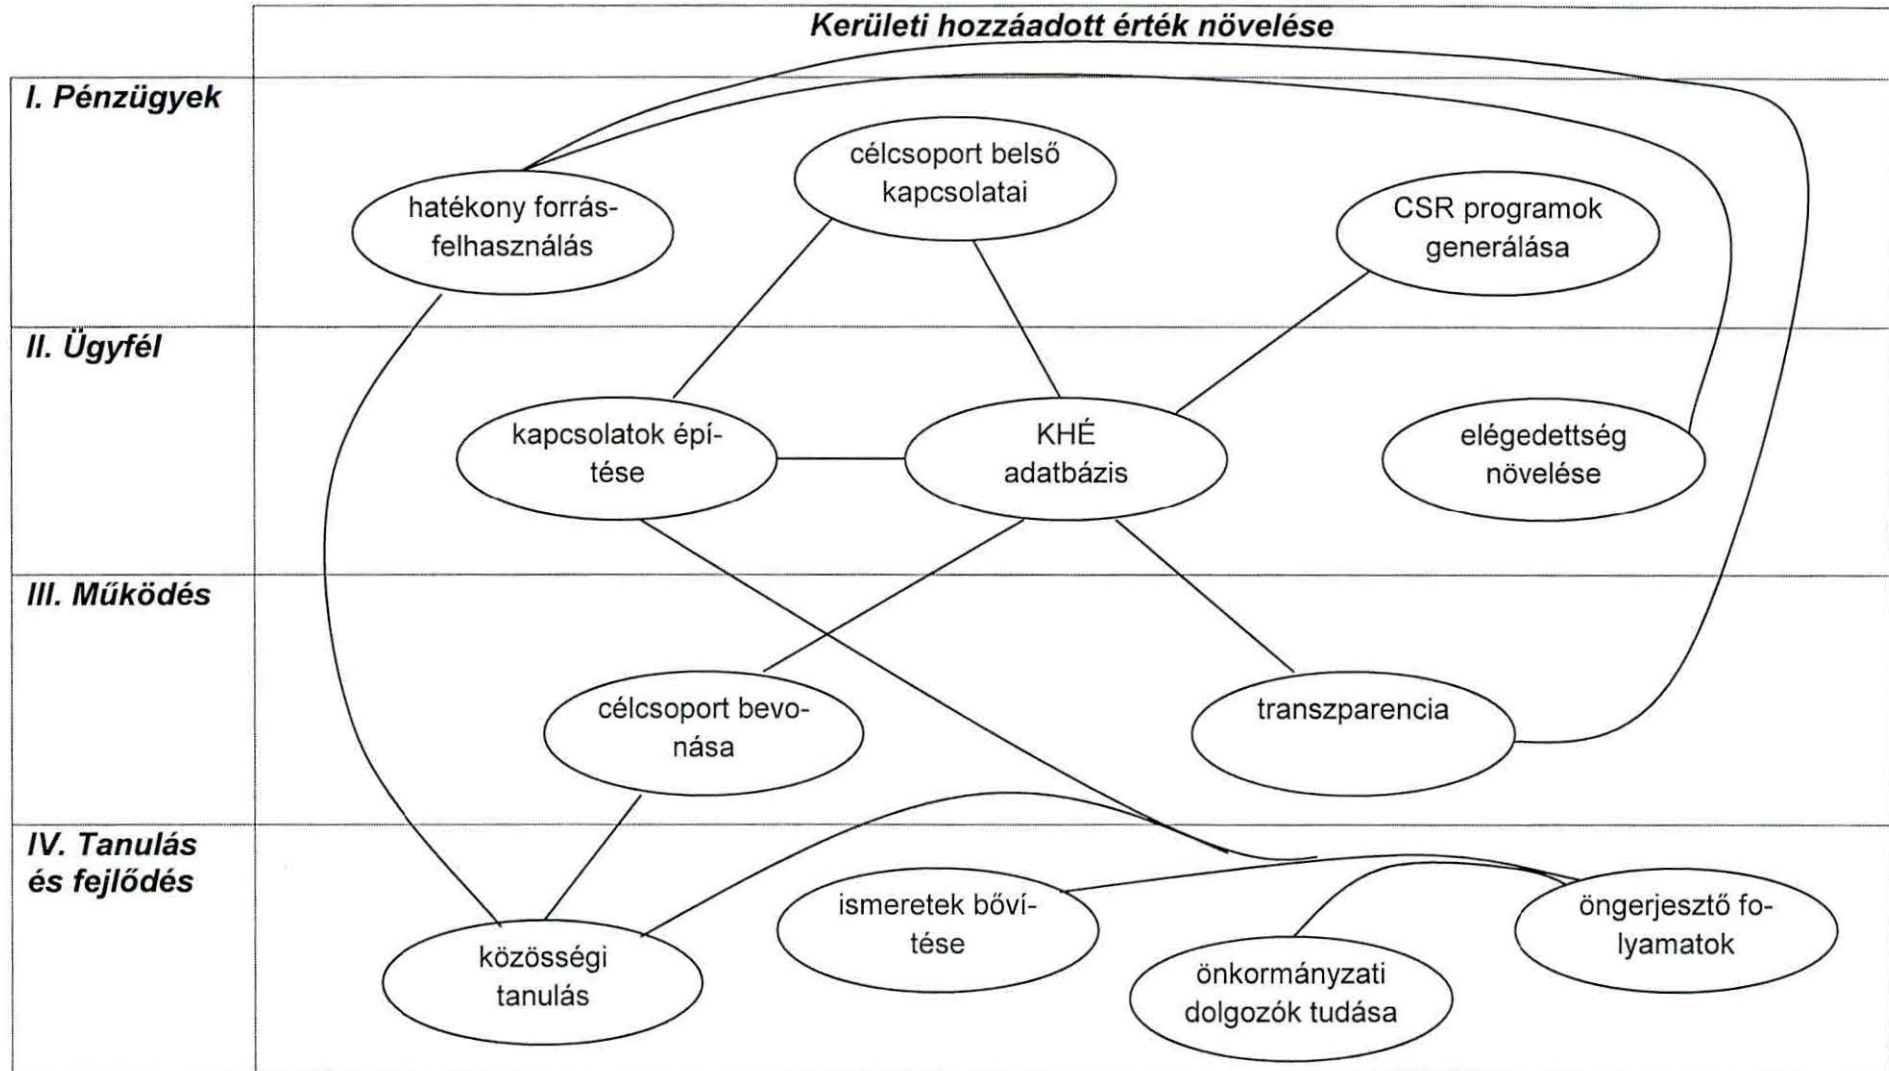 Kerületi hozzáadott érték növelése
I. Pénzügyek
célcsoport belső
kapcsolatai
hatékony forrás-
felhasználás
CSR programok
generálása
II. Ügyfél
kapcsolatok épí-
tése
KHÉ
adatbázis
elégedettség
növelése
III. Működés
célcsoport bevo-
nása
transzparencia
IV. Tanulás
és fejlődés
közösségi
tanulás
ismeretek bőví-
tése
önkormányzati
dolgozók tudása
öngerjesztő fo-
lyamatok